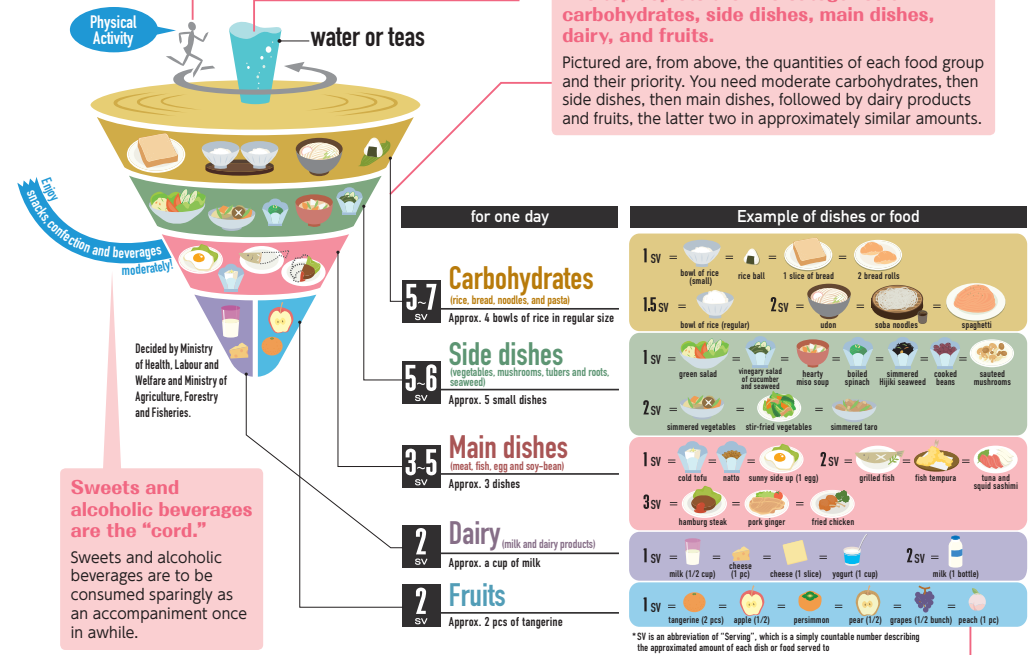 Physical
Activity
water or teas
carbohydrates, side dishes, main dishes,
dairy, and fruits.
Pictured are, from above, the quantities of each food group
and their priority. You need moderate carbohydrates, then
side dishes, then main dishes, followed by dairy products
and fruits, the latter two in approximately similar amounts.
Enjoy
snacks, confection and beverages
moderately!
Decided by Ministry
of Health, Labour and
Welfare and Ministry of
Agriculture, Forestry
and Fisheries.
Sweets and
alcoholic beverages
are the “cord.”
Sweets and alcoholic
beverages are to be
consumed sparingly as
an accompaniment once
in awhile.
for one day
5~7
SV
Carbohydrates
(rice, bread, noodles, and pasta)
Approx. 4 bowls of rice in regular size
5~6
SV
Side dishes
(vegetables, mushrooms, tubers and roots,
seaweed)
Approx. 5 small dishes
3~5
SV
Main dishes
(meat, fish, egg and soy-bean)
Approx. 3 dishes
2
SV
Dairy (milk and dairy products)
Approx. a cup of milk
2
SV
Fruits
Approx. 2 pcs of tangerine
Example of dishes or food
1 SV = = = =
bowl of rice
(small)
rice ball
1 slice of bread
2 bread rolls
1.5 SV =
bowl of rice (regular)
2 SV = = =
udon
soba noodles
spaghetti
1 SV = = = = = = =
green salad
vinegary salad
of cucumber
and seaweed
hearty
miso soup
boiled
spinach
simmered
Hijiki seaweed
cooked
beans
sauteed
mushrooms
2 SV = = =
simmered vegetables
stir-fried vegetables
simmered taro
1 SV = = =
cold tofu
natto
sunny side up (1 egg)
2 SV = = =
grilled fish
fish tempura
tuna and
squid sashimi
3 SV = = =
hamburg steak
pork ginger
fried chicken
1 SV = = = =
milk (1/2 cup)
cheese
(1 pc)
cheese (1 slice)
yogurt (1 cup)
2 SV =
milk (1 bottle)
1 SV = = = = = =
tangerine (2 pcs)
apple (1/2)
persimmon
pear (1/2)
grapes (1/2 bunch)
peach (1 pc)
*SV is an abbreviation of “Serving”, which is a simply countable number describing
the approximated amount of each dish or food served to